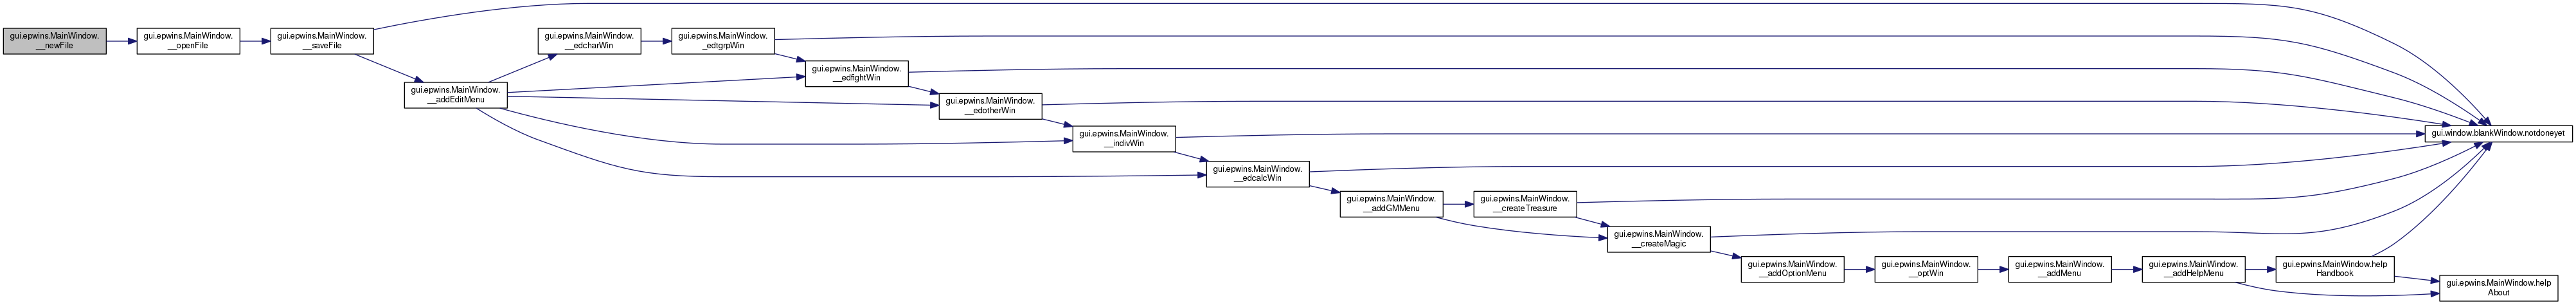 gui.epwins.MainWindow.
__newFile
gui.epwins.MainWindow.
__openFile
gui.epwins.MainWindow.
__saveFile
gui.epwins.MainWindow.
__addEditMenu
gui.epwins.MainWindow.
__edcharWin
gui.epwins.MainWindow.
_edtgrpWin
gui.epwins.MainWindow.
__edfightWin
gui.epwins.MainWindow.
__edotherWin
gui.epwins.MainWindow.
__indivWin
gui.epwins.MainWindow.
__edcalcWin
gui.epwins.MainWindow.
__addGMMenu
gui.epwins.MainWindow.
__createTreasure
gui.epwins.MainWindow.
__createMagic
gui.epwins.MainWindow.
__addOptionMenu
gui.epwins.MainWindow.
__optWin
gui.epwins.MainWindow.
__addMenu
gui.epwins.MainWindow.
__addHelpMenu
gui.epwins.MainWindow.help
Handbook
gui.window.blankWindow.notdoneyet
gui.epwins.MainWindow.help
About